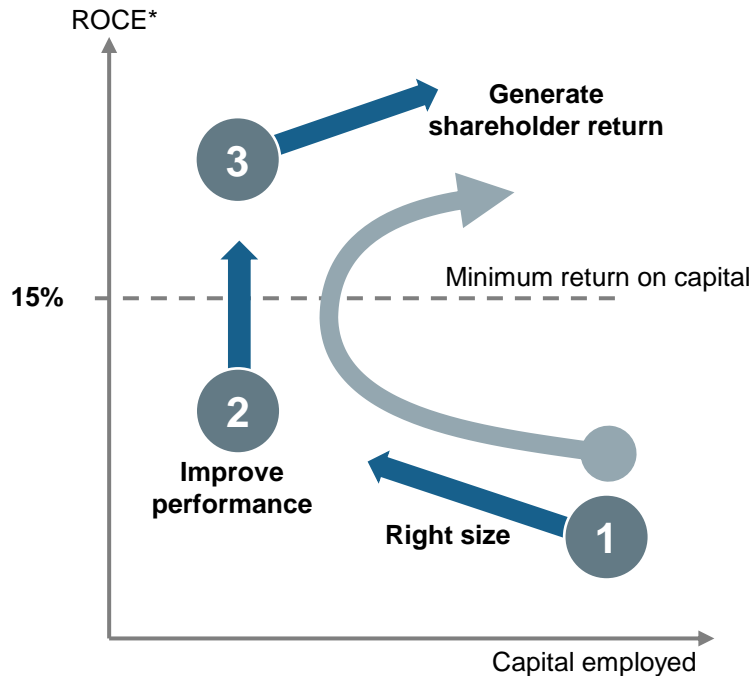 ROCE*
Generate
shareholder return
3
Minimum return on capital
15%
2
Improve
performance
Right size
1
Capital employed